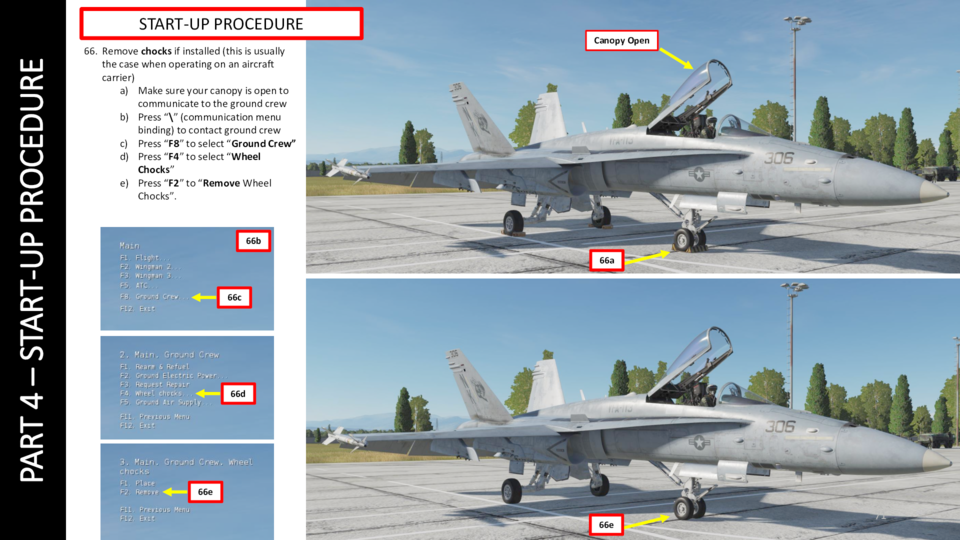 PART 4 – START-UP PROCEDURE
START-UP PROCEDURE
66. Remove chocks if installed (this is usually
the case when operating on an aircraft
carrier)
a) Make sure your canopy is open to
communicate to the ground crew
b) Press “\” (communication menu
binding) to contact ground crew
c) Press “F8” to select “Ground Crew”
d) Press “F4” to select “Wheel
Chocks”
e) Press “F2” to “Remove Wheel
Chocks”.
66b
Main
F1. Flight...
F2. Wingman 2...
F3. Wingman 3...
F5. ATC...
F8. Ground Crew...
66c
F12. Exit
2. Main. Ground Crew
F1. Rearm & Refuel
F2. Ground Electric Power...
F3. Request Repair
F4. Wheel chocks...
66d
F5. Ground Air Supply...
F11. Previous Menu
F12. Exit
3. Main. Ground Crew. Wheel
chocks
F1. Place
F2. Remove
66e
F11. Previous Menu
F12. Exit
Canopy Open
306
66a
306
66e